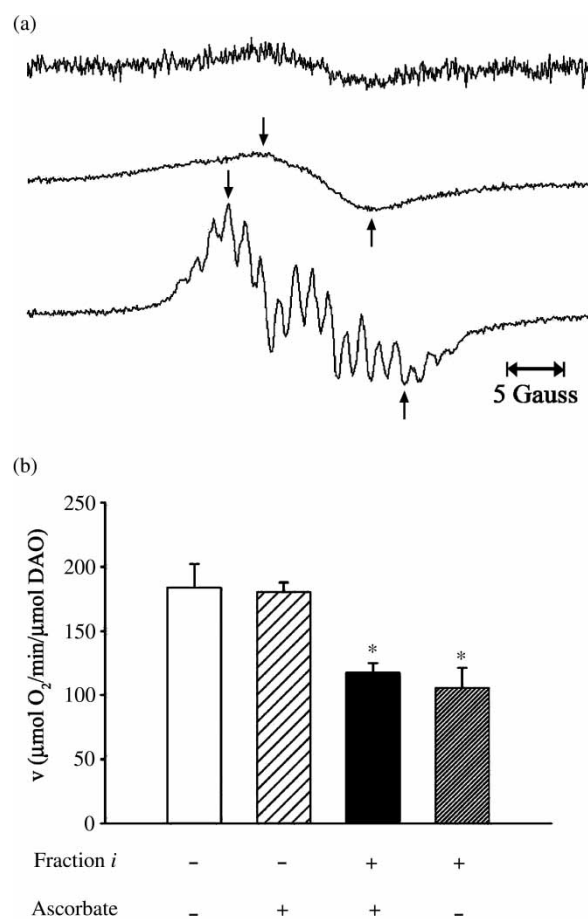 (a)
5 Gauss
(b)
v (μmol O₂/min/μmol DAO)
250
200
150
100
50
0
* *
Fraction i – – + +
Ascorbate – + + –